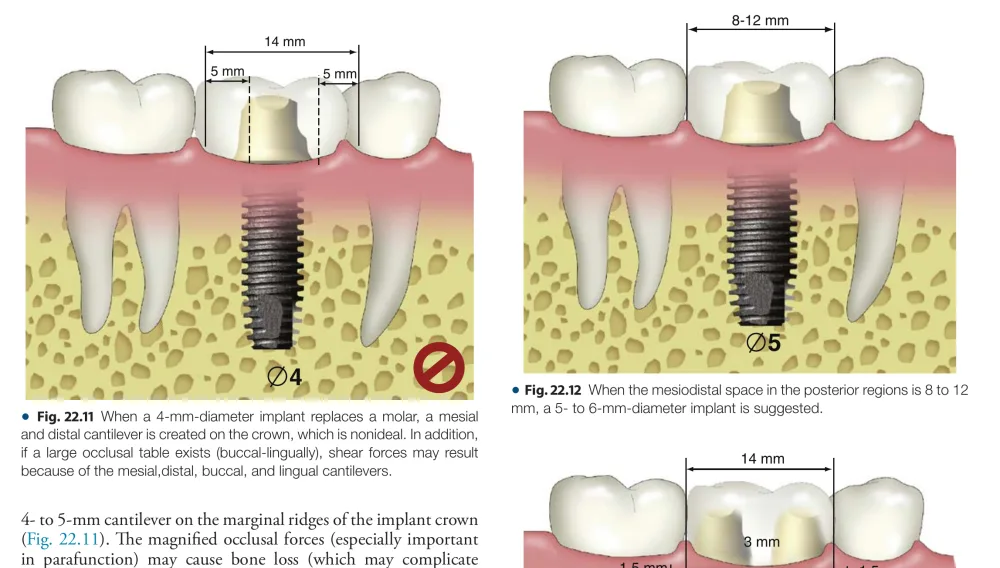 14 mm
5 mm
5 mm
∅4
• Fig. 22.11 When a 4-mm-diameter implant replaces a molar, a mesial
and distal cantilever is created on the crown, which is nonideal. In addition,
if a large occlusal table exists (buccal-lingually), shear forces may result
because of the mesial,distal, buccal, and lingual cantilevers.
4- to 5-mm cantilever on the marginal ridges of the implant crown
(Fig. 22.11). The magnified occlusal forces (especially important
in parafunction) may cause bone loss (which may complicate
8-12 mm
∅5
• Fig. 22.12 When the mesiodistal space in the posterior regions is 8 to 12
mm, a 5- to 6-mm-diameter implant is suggested.
14 mm
3 mm